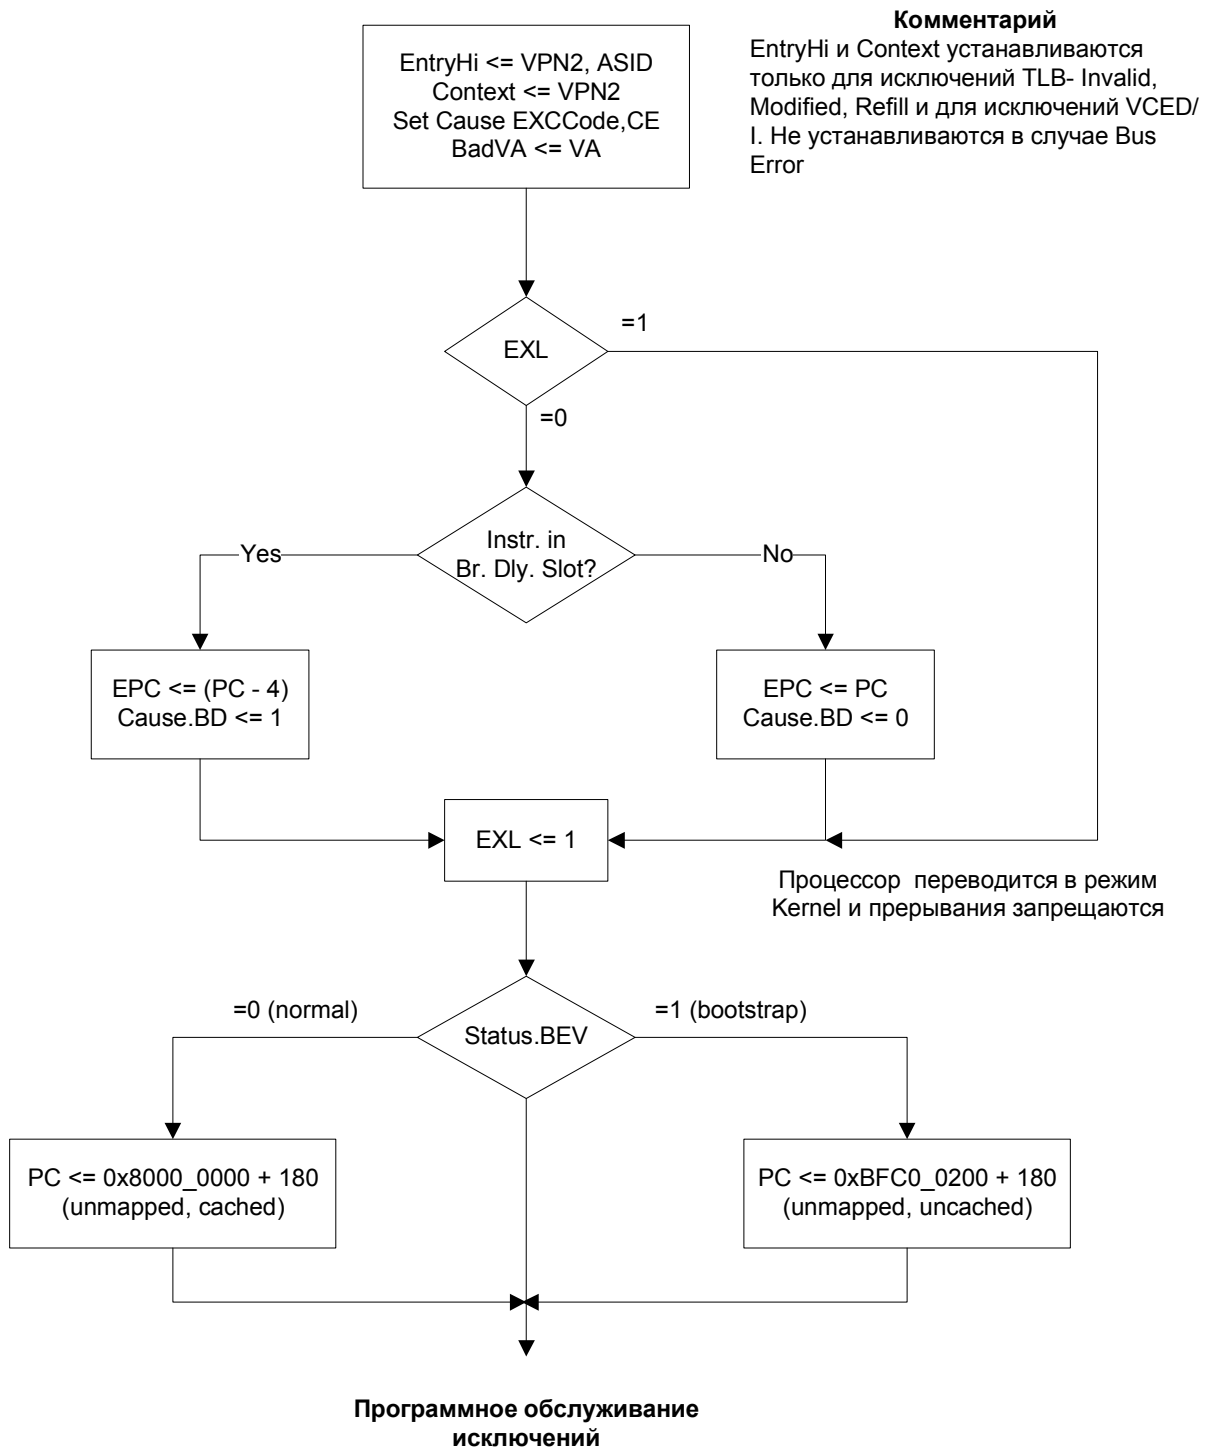 Комментарий
EntryHi и Context устанавливаются
только для исключений TLB- Invalid,
Modified, Refill и для исключений VCED/
I. Не устанавливаются в случае Bus
Error
EntryHi <= VPN2, ASID
Context <= VPN2
Set Cause EXCCode,CE
BadVA <= VA
=1
EXL
=0
Instr. in
Br. Dly. Slot?
Yes
No
EPC <= (PC - 4)
Cause.BD <= 1
EPC <= PC
Cause.BD <= 0
EXL <= 1
Процессор переводится в режим
Kernel и прерывания запрещаются
=0 (normal)
=1 (bootstrap)
Status.BEV
PC <= 0x8000_0000 + 180
(unmapped, cached)
PC <= 0xBFC0_0200 + 180
(unmapped, uncached)
Программное обслуживание
исключений